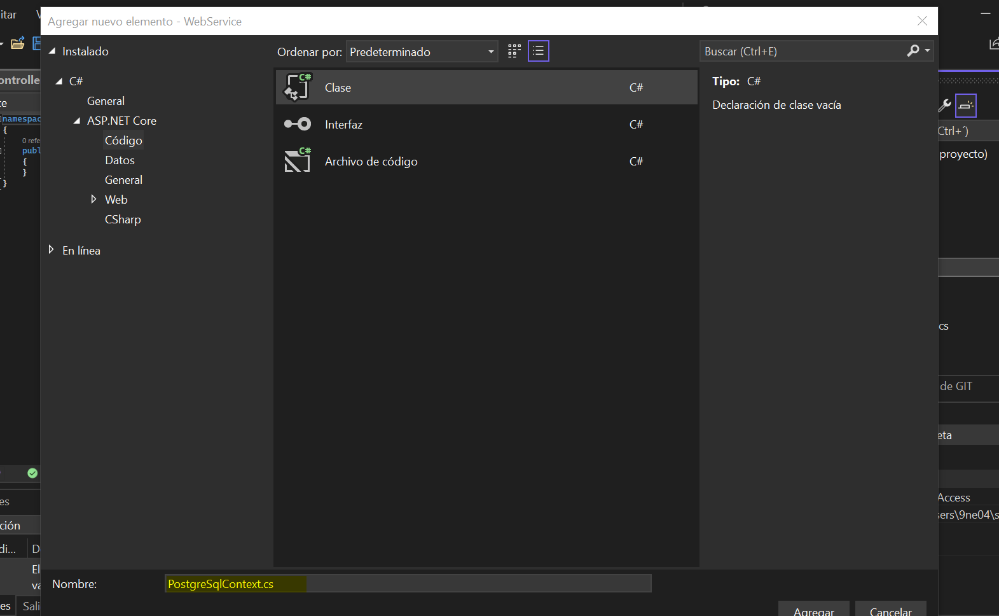 itar
Agregar nuevo elemento - WebService
Instalado
Ordenar por: Predeterminado
Buscar (Ctrl+E)
C#
General
ASP.NET Core
Código
Datos
General
Web
CSharp
En línea
C#
Clase
C#
Interfaz
C#
C#
Archivo de código
C#
Tipo: C#
Declaración de clase vacía
ontrolle
ce
namespac
{
0 refe
publ
{
}
}
es
ción
di...
D
El
va
es
Sali
Ctrl+´)
proyecto)
cs
de GIT
eta
Access
sers\9ne04\s
Nombre: PostgreSqlContext.cs
Agregar
Cancelar